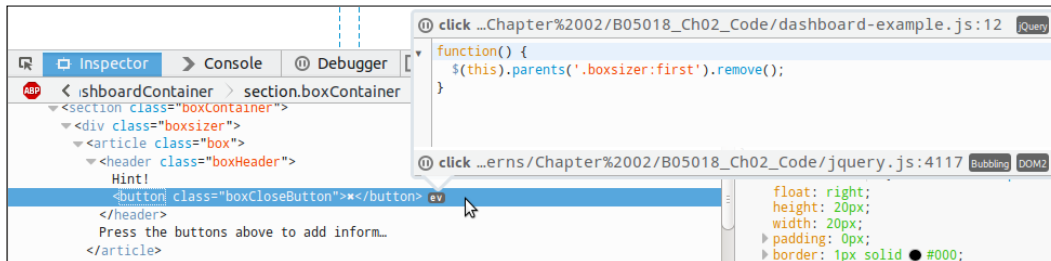 click …Chapter%2002/B05018_Ch02_Code/dashboard-example.js:12 jQuery
function() {
$(this).parents('.boxsizer:first').remove();
}
click …erns/Chapter%2002/B05018_Ch02_Code/jquery.js:4117 Bubbling DOM2
Inspector Console Debugger
ABP ıshboardContainer section.boxContainer
<section class="boxContainer">
<div class="boxsizer">
<article class="box">
<header class="boxHeader">
Hint!
<button class="boxCloseButton">✖</button> ev
</header>
Press the buttons above to add inform…
</article>
float: right;
height: 20px;
width: 20px;
padding: 0px;
border: 1px solid #000;